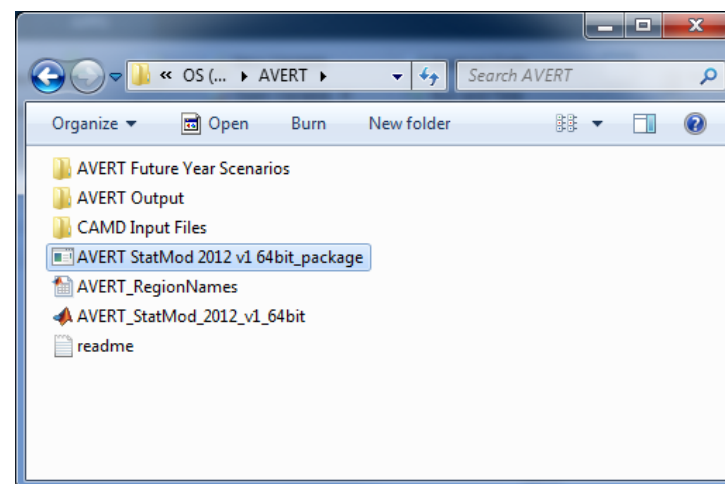 « OS (... ▸ AVERT ▸ Search AVERT
Organize ▾ Open Burn New folder
AVERT Future Year Scenarios
AVERT Output
CAMD Input Files
AVERT StatMod 2012 v1 64bit_package
AVERT_RegionNames
AVERT_StatMod_2012_v1_64bit
readme